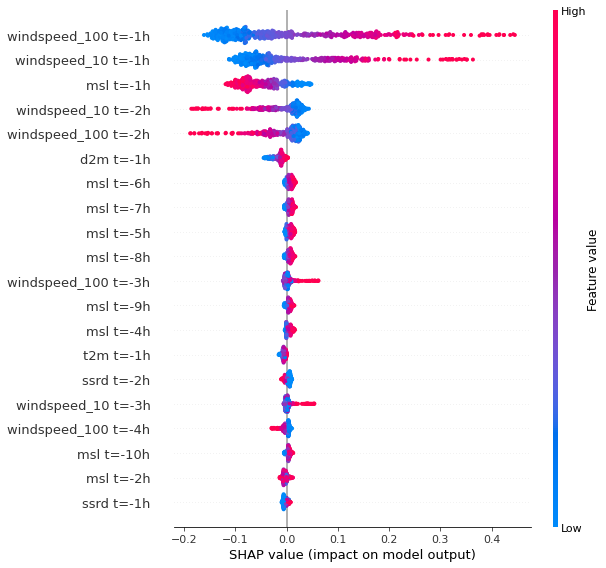 High
windspeed_100 t=-1h
windspeed_10 t=-1h
msl t=-1h
windspeed_10 t=-2h
windspeed_100 t=-2h
d2m t=-1h
msl t=-6h
msl t=-7h
msl t=-5h
msl t=-8h
windspeed_100 t=-3h
msl t=-9h
msl t=-4h
t2m t=-1h
ssrd t=-2h
windspeed_10 t=-3h
windspeed_100 t=-4h
msl t=-10h
msl t=-2h
ssrd t=-1h
Feature value
Low
−0.2 −0.1 0.0 0.1 0.2 0.3 0.4
SHAP value (impact on model output)